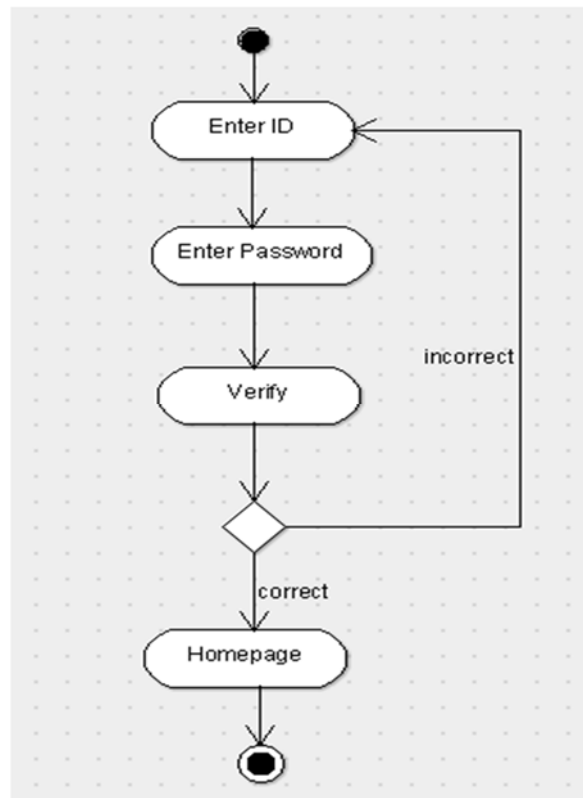 Enter ID
Enter Password
incorrect
Verify
correct
Homepage